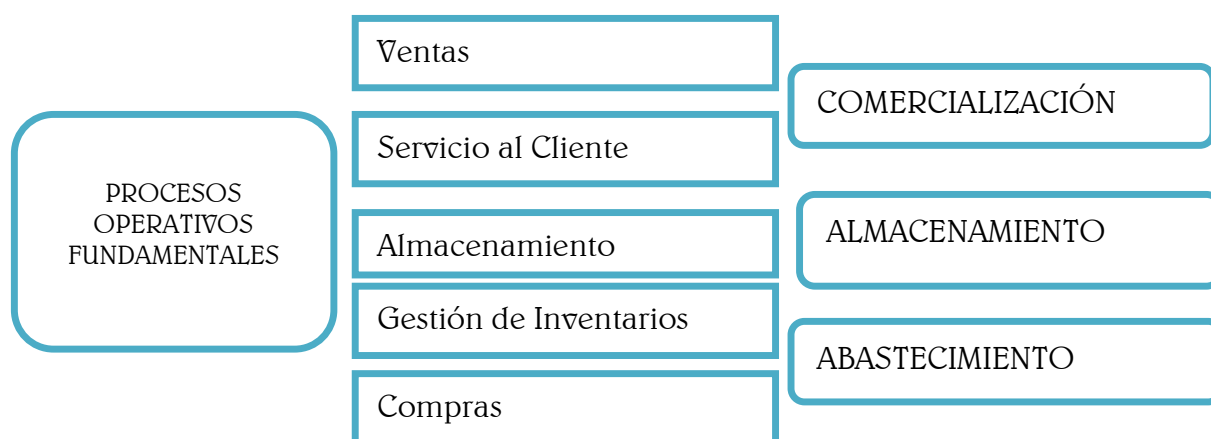 PROCESOS
OPERATIVOS
FUNDAMENTALES
Ventas
Servicio al Cliente
Almacenamiento
Gestión de Inventarios
Compras
COMERCIALIZACIÓN
ALMACENAMIENTO
ABASTECIMIENTO